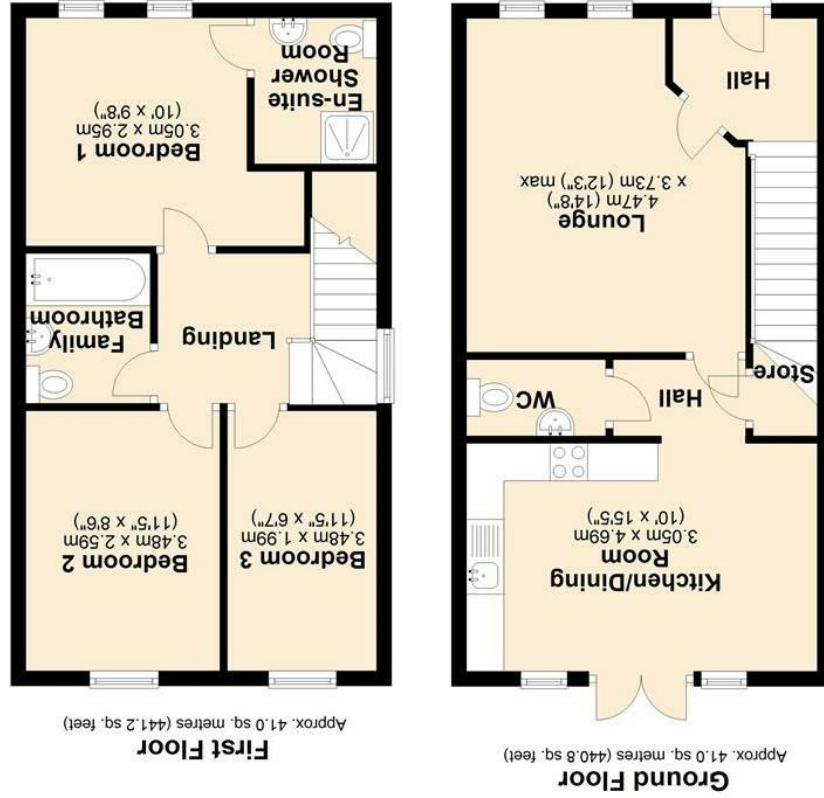 Ground Floor
Approx. 41.0 sq. metres (440.8 sq. feet)
Kitchen/Dining
Room
3.05m x 4.69m
(10' x 15'5")
Store
Hall
WC
Lounge
4.47m (14'8")
x 3.73m (12'3") max
Hall
First Floor
Approx. 41.0 sq. metres (441.2 sq. feet)
Bedroom 3
3.48m x 1.99m
(11'5" x 6'7")
Bedroom 2
3.48m x 2.59m
(11'5" x 8'6")
Landing
Family
Bathroom
Bedroom 1
3.05m x 2.95m
(10' x 9'8")
En-suite
Shower
Room